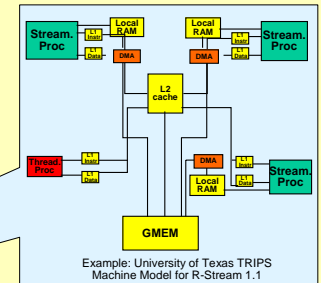 Stream.
Proc
L1
Instr
L1
Data
Local
RAM
DMA
Local
RAM
DMA
L1
Instr
L1
Data
Stream.
Proc
L2
cache
Thread.
Proc
L1
Instr
L1
Data
DMA
Local
RAM
L1
Instr
L1
Data
Stream.
Proc
GMEM
Example: University of Texas TRIPS
Machine Model for R-Stream 1.1